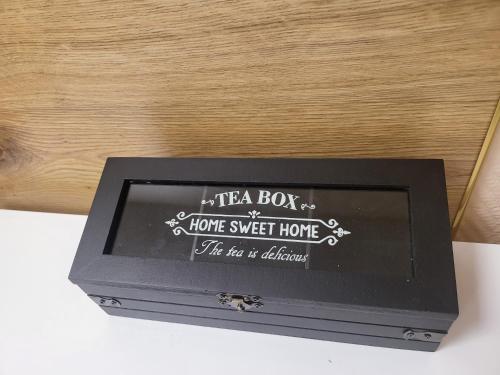 TEA BOX
HOME SWEET HOME
The tea is delicious